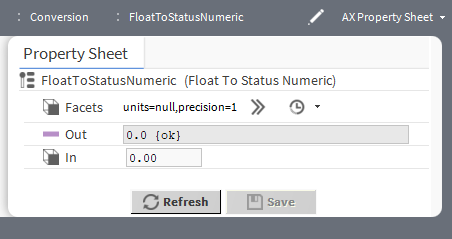 : Conversion : FloatToStatusNumeric AX Property Sheet
Property Sheet
FloatToStatusNumeric (Float To Status Numeric)
Facets units=null,precision=1
Out 0.0 {ok}
In 0.00
Refresh Save